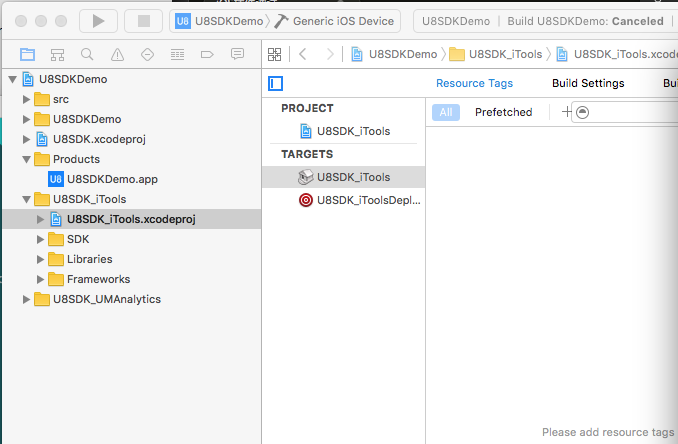 U8 U8SDKDemo Generic iOS Device U8SDKDemo Build U8SDKDemo: Canceled
U8SDKDemo U8SDK_iTools U8SDK_iTools.xcod
U8SDKDemo
src
U8SDKDemo
U8SDK.xcodeproj
Products
U8 U8SDKDemo.app
U8SDK_iTools
U8SDK_iTools.xcodeproj
SDK
Libraries
Frameworks
U8SDK_UMAnalytics
Resource Tags Build Settings Bui
PROJECT
U8SDK_iTools
TARGETS
U8SDK_iTools
U8SDK_iToolsDepl...
All Prefetched +
Please add resource tags